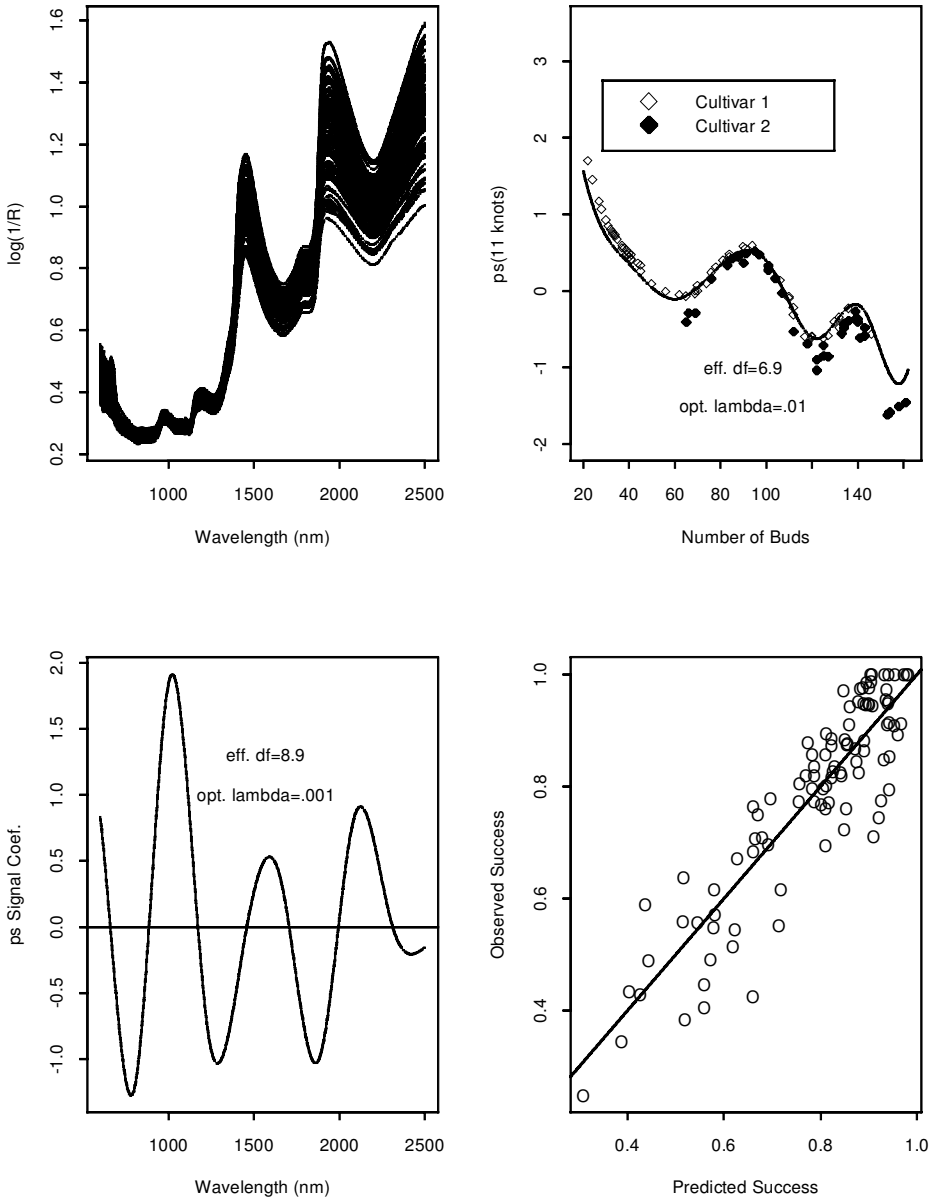 log(1/R)
1.6
1.4
1.2
1.0
0.8
0.6
0.4
0.2
1000 1500 2000 2500
Wavelength (nm)
ps(11 knots)
3
2
1
0
-1
-2
Cultivar 1
Cultivar 2
eff. df=6.9
opt. lambda=.01
20 40 60 80 100 140
Number of Buds
ps Signal Coef.
2.0
1.5
1.0
0.5
0.0
-0.5
-1.0
eff. df=8.9
opt. lambda=.001
1000 1500 2000 2500
Wavelength (nm)
Observed Success
1.0
0.8
0.6
0.4
0.4 0.6 0.8 1.0
Predicted Success